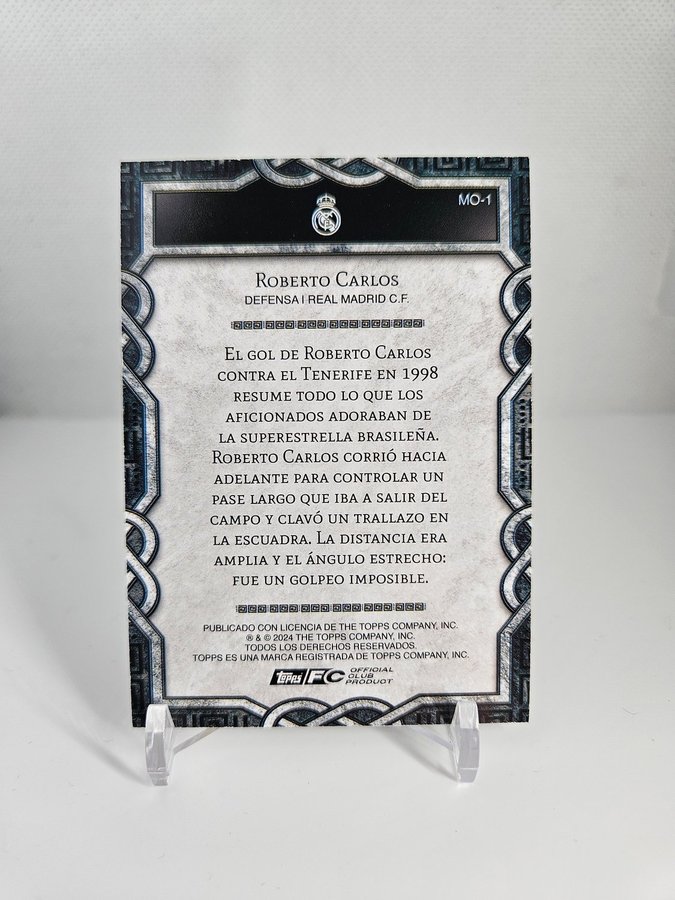 MO-1
Roberto Carlos
DEFENSA | REAL MADRID C.F.
El gol de Roberto Carlos
contra el Tenerife en 1998
resume todo lo que los
aficionados adoraban de
la superestrella brasileña.
Roberto Carlos corrió hacia
adelante para controlar un
pase largo que iba a salir del
campo y clavó un trallazo en
la escuadra. La distancia era
amplia y el ángulo estrecho:
fue un golpeo imposible.
PUBLICADO CON LICENCIA DE THE TOPPS COMPANY, INC.
® & © 2024 THE TOPPS COMPANY, INC.
TODOS LOS DERECHOS RESERVADOS.
TOPPS ES UNA MARCA REGISTRADA DE TOPPS COMPANY, INC.
Topps FC OFFICIAL
CLUB
PRODUCT